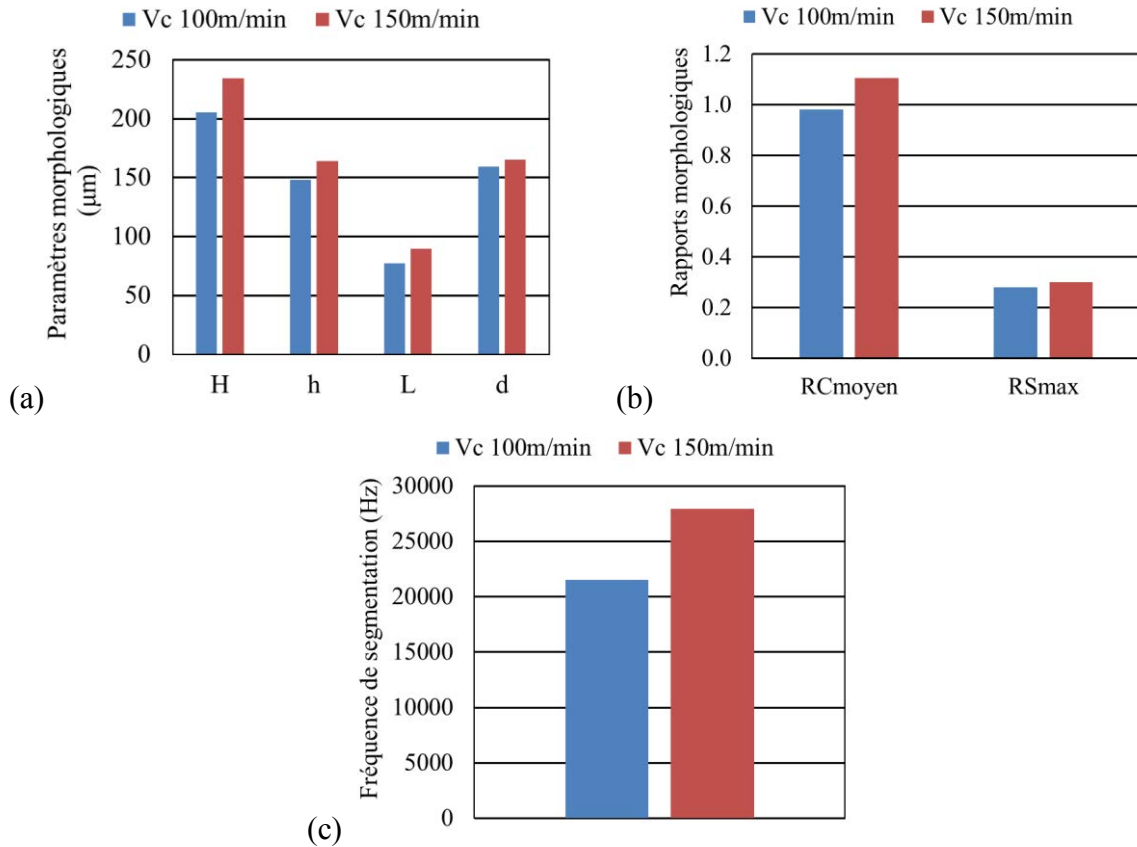 Vc 100m/min Vc 150m/min
Paramètres morphologiques
(μm)
250
200
150
100
50
0
H h L d
(a)
Vc 100m/min Vc 150m/min
Rapports morphologiques
1.2
1.0
0.8
0.6
0.4
0.2
0.0
RCmoyen RSmax
(b)
Vc 100m/min Vc 150m/min
Fréquence de segmentation (Hz)
30000
25000
20000
15000
10000
5000
0
(c)